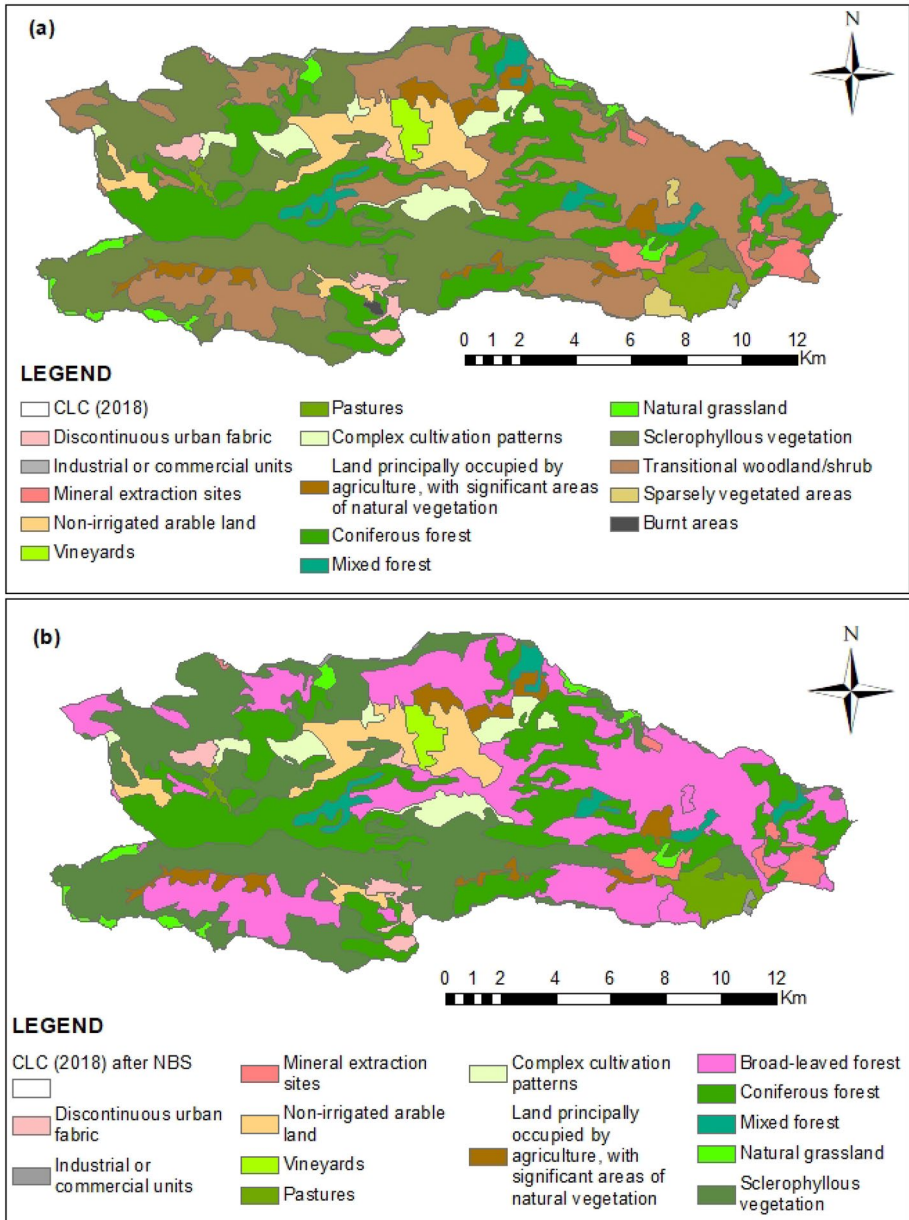 (a)
N
0 1 2 4 6 8 10 12
Km
LEGEND
CLC (2018)
Discontinuous urban fabric
Industrial or commercial units
Mineral extraction sites
Non-irrigated arable land
Vineyards
Pastures
Complex cultivation patterns
Land principally occupied by
agriculture, with significant areas
of natural vegetation
Coniferous forest
Mixed forest
Natural grassland
Sclerophyllous vegetation
Transitional woodland/shrub
Sparsely vegetated areas
Burnt areas
(b)
N
0 1 2 4 6 8 10 12
Km
LEGEND
CLC (2018) after NBS
Discontinuous urban
fabric
Industrial or
commercial units
Mineral extraction
sites
Non-irrigated arable
land
Vineyards
Pastures
Complex cultivation
patterns
Land principally
occupied by
agriculture, with
significant areas of
natural vegetation
Broad-leaved forest
Coniferous forest
Mixed forest
Natural grassland
Sclerophyllous
vegetation